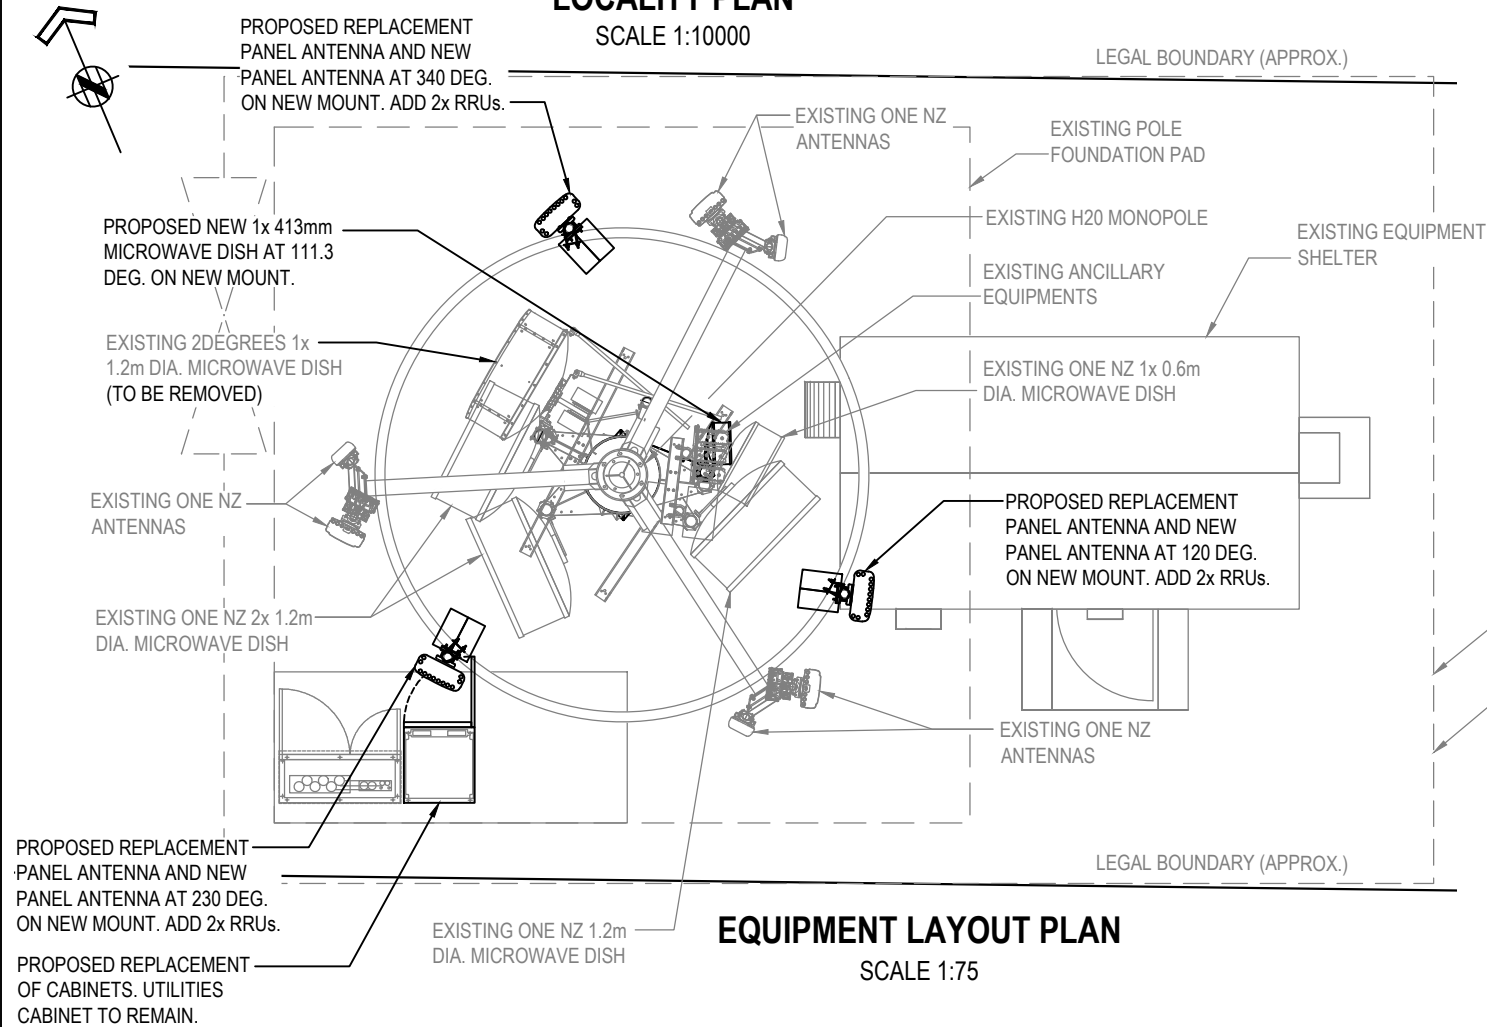 LOCALITY PLAN
SCALE 1:10000
PROPOSED REPLACEMENT
PANEL ANTENNA AND NEW
PANEL ANTENNA AT 340 DEG.
ON NEW MOUNT. ADD 2x RRUs.
LEGAL BOUNDARY (APPROX.)
EXISTING ONE NZ
ANTENNAS
EXISTING POLE
FOUNDATION PAD
PROPOSED NEW 1x 413mm
MICROWAVE DISH AT 111.3
DEG. ON NEW MOUNT.
EXISTING H20 MONOPOLE
EXISTING EQUIPMENT
SHELTER
EXISTING ANCILLARY
EQUIPMENTS
EXISTING 2DEGREES 1x
1.2m DIA. MICROWAVE DISH
(TO BE REMOVED)
EXISTING ONE NZ 1x 0.6m
DIA. MICROWAVE DISH
EXISTING ONE NZ
ANTENNAS
PROPOSED REPLACEMENT
PANEL ANTENNA AND NEW
PANEL ANTENNA AT 120 DEG.
ON NEW MOUNT. ADD 2x RRUs.
EXISTING ONE NZ 2x 1.2m
DIA. MICROWAVE DISH
EXISTING ONE NZ
ANTENNAS
PROPOSED REPLACEMENT
PANEL ANTENNA AND NEW
PANEL ANTENNA AT 230 DEG.
ON NEW MOUNT. ADD 2x RRUs.
LEGAL BOUNDARY (APPROX.)
EXISTING ONE NZ 1.2m
DIA. MICROWAVE DISH
EQUIPMENT LAYOUT PLAN
SCALE 1:75
PROPOSED REPLACEMENT
OF CABINETS. UTILITIES
CABINET TO REMAIN.